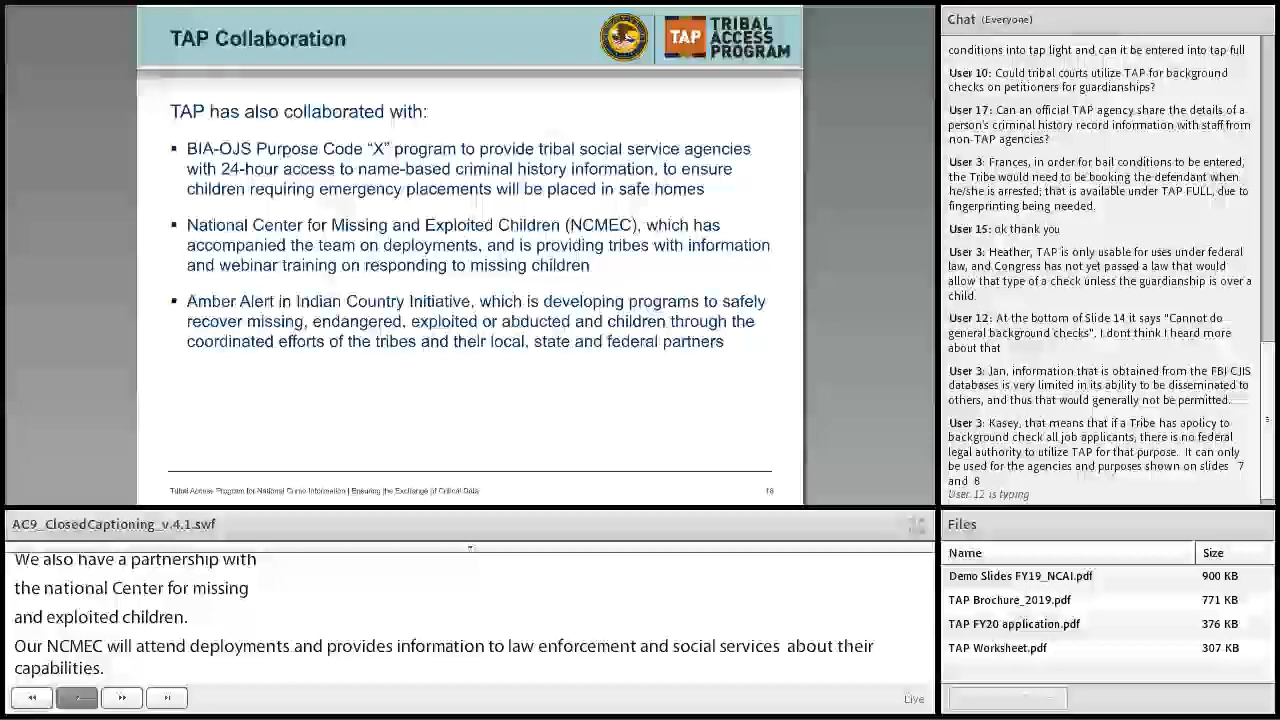 TAP Collaboration
TAP
TRIBAL
ACCESS
PROGRAM
TAP has also collaborated with:
▪ BIA-OJS Purpose Code “X” program to provide tribal social service agencies
with 24-hour access to name-based criminal history information, to ensure
children requiring emergency placements will be placed in safe homes
▪ National Center for Missing and Exploited Children (NCMEC), which has
accompanied the team on deployments, and is providing tribes with information
and webinar training on responding to missing children
▪ Amber Alert in Indian Country Initiative, which is developing programs to safely
recover missing, endangered, exploited or abducted and children through the
coordinated efforts of the tribes and their local, state and federal partners
Tribal Access Program for National Crime Information | Ensuring the Exchange of Critical Data
18
Chat (Everyone)
conditions into tap light and can it be entered into tap full
User 10: Could tribal courts utilize TAP for background
checks on petitioners for guardianships?
User 17: Can an official TAP agency share the details of a
person's criminal history record information with staff from
non-TAP agencies?
User 3: Frances, in order for bail conditions to be entered,
the Tribe would need to be booking the defendant when
he/she is arrested; that is available under TAP FULL, due to
fingerprinting being needed.
User 15: ok thank you
User 3: Heather, TAP is only usable for uses under federal
law, and Congress has not yet passed a law that would
allow that type of a check unless the guardianship is over a
child.
User 12: At the bottom of Slide 14 it says "Cannot do
general background checks". I dont think I heard more
about that
User 3: Jan, information that is obtained from the FBI CJIS
databases is very limited in its ability to be disseminated to
others, and thus that would generally not be permitted.
User 3: Kasey, that means that if a Tribe has apolicy to
background check all job applicants, there is no federal
legal authority to utilize TAP for that purpose. It can only
be used for the agencies and purposes shown on slides 7
and 8
User 12 is typing
AC9_ClosedCaptioning_v.4.1.swf
We also have a partnership with
the national Center for missing
and exploited children.
Our NCMEC will attend deployments and provides information to law enforcement and social services about their
capabilities.
Live
Files
Name Size
Demo Slides FY19_NCAI.pdf 900 KB
TAP Brochure_2019.pdf 771 KB
TAP FY20 application.pdf 376 KB
TAP Worksheet.pdf 307 KB